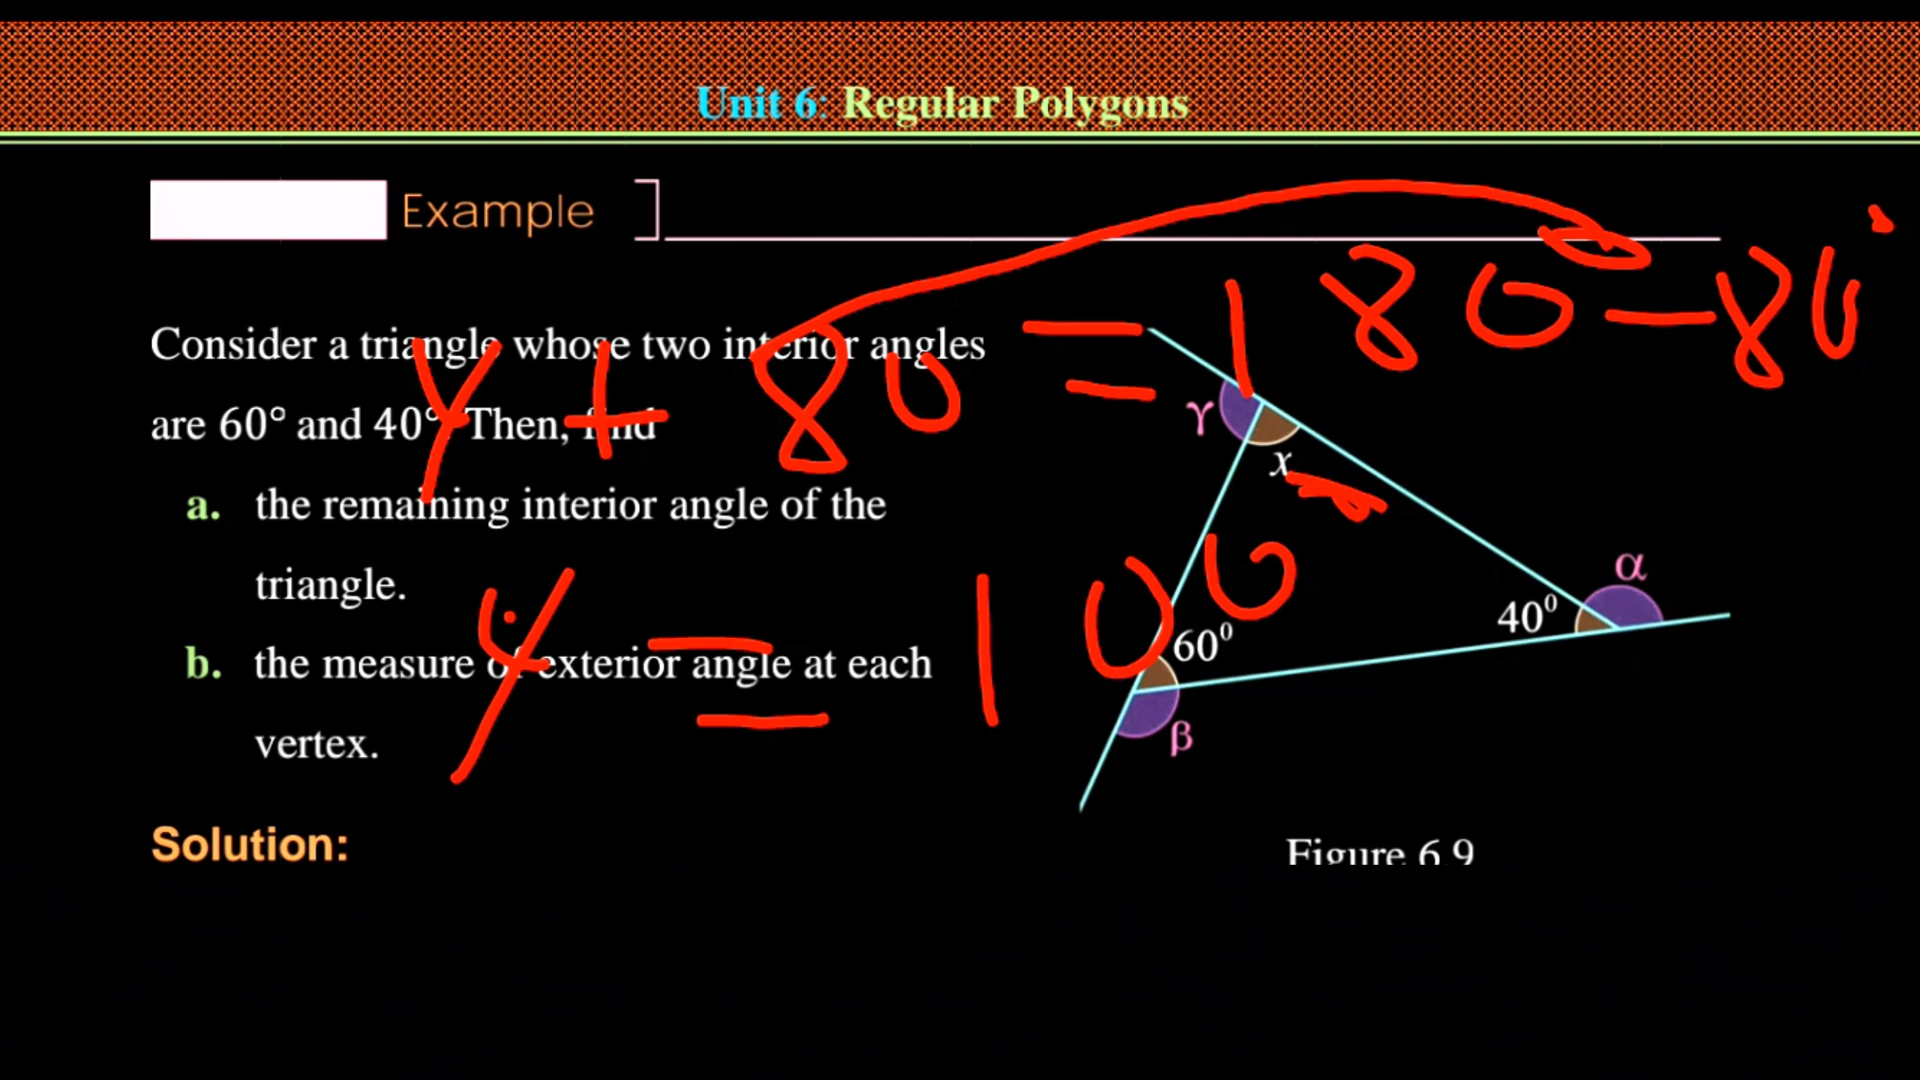 Unit 6: Regular Polygons
Example
Consider a triangle whose two interior angles
are 60° and 40°. Then, find
a. the remaining interior angle of the
triangle.
b. the measure of exterior angle at each
vertex.
Solution:
γ + 80 = 180 - 80°
γ = 100
γ
x
α
40⁰
60⁰
β
Figure 6.9